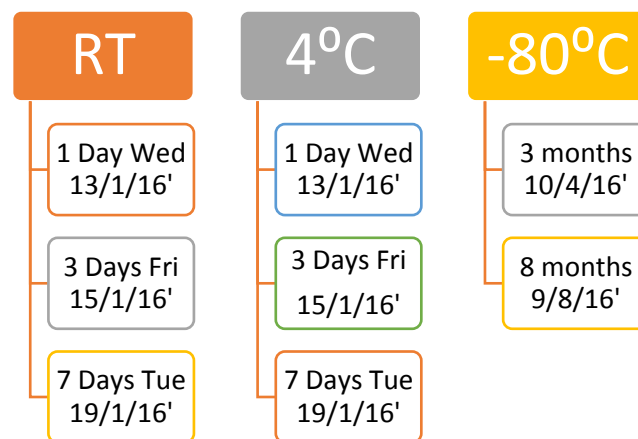 RT
1 Day Wed
13/1/16'
3 Days Fri
15/1/16'
7 Days Tue
19/1/16'
4⁰C
1 Day Wed
13/1/16'
3 Days Fri
15/1/16'
7 Days Tue
19/1/16'
-80⁰C
3 months
10/4/16'
8 months
9/8/16'